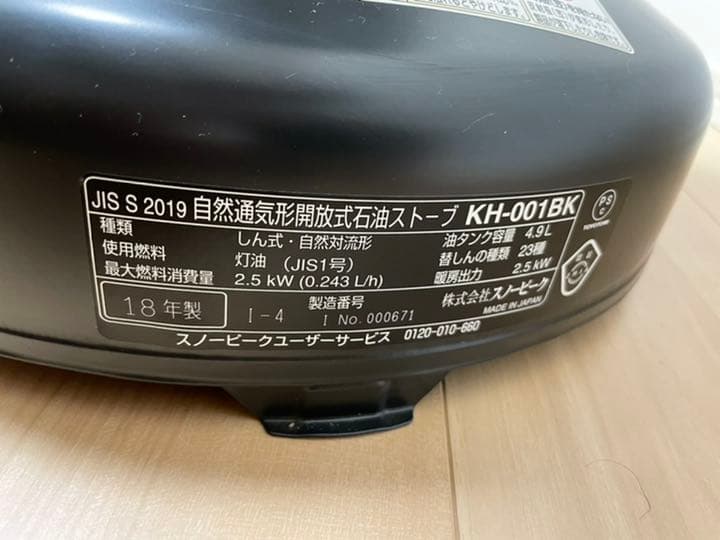 JIS S 2019 自然通気形開放式石油ストーブ KH-001BK
種類 しん式・自然対流形 油タンク容量 4.9L
使用燃料 灯油 (JIS1号) 替しんの種類 23種
最大燃料消費量 2.5 kW (0.243 L/h) 暖房出力 2.5 kW
18年製 I-4 製造番号 I No.000671 株式会社スノーピーク
MADE IN JAPAN
スノーピークユーザーサービス 0120-010-660
PS
C
TOYOTOMI